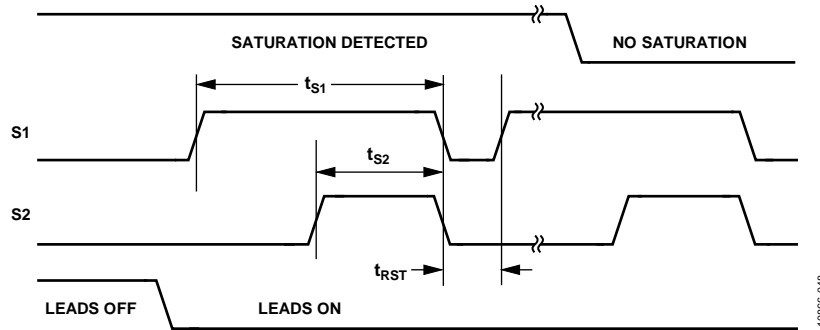 SATURATION DETECTED
NO SATURATION
tS1
S1
tS2
S2
tRST
LEADS OFF
LEADS ON